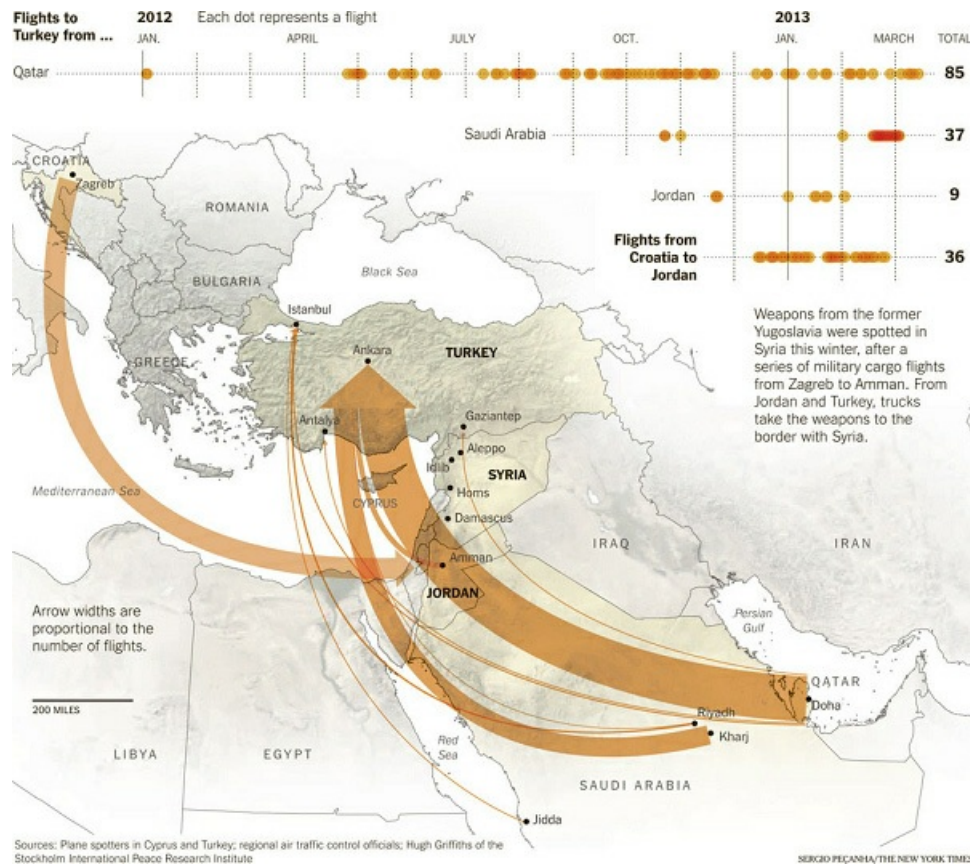 Flights to
Turkey from ...
2012
Each dot represents a flight
2013
JAN.
APRIL
JULY
OCT.
JAN.
MARCH
TOTAL
Qatar
85
Saudi Arabia
37
Jordan
9
Flights from
Croatia to
Jordan
36
CROATIA
Zagreb
ROMANIA
BULGARIA
Black Sea
Istanbul
GREECE
Ankara
TURKEY
Weapons from the former
Yugoslavia were spotted in
Syria this winter, after a
series of military cargo flights
from Zagreb to Amman. From
Jordan and Turkey, trucks
take the weapons to the
border with Syria.
Antalya
Gaziantep
Aleppo
Idlib
SYRIA
Mediterranean Sea
CYPRUS
Homs
Damascus
IRAQ
IRAN
Amman
JORDAN
Arrow widths are
proportional to the
number of flights.
Persian
Gulf
200 MILES
QATAR
Doha
Riyadh
Kharj
LIBYA
EGYPT
Red
Sea
SAUDI ARABIA
Jidda
Sources: Plane spotters in Cyprus and Turkey; regional air traffic control officials; Hugh Griffiths of the
Stockholm International Peace Research Institute
SERGIO PEÇANHA/THE NEW YORK TIMES